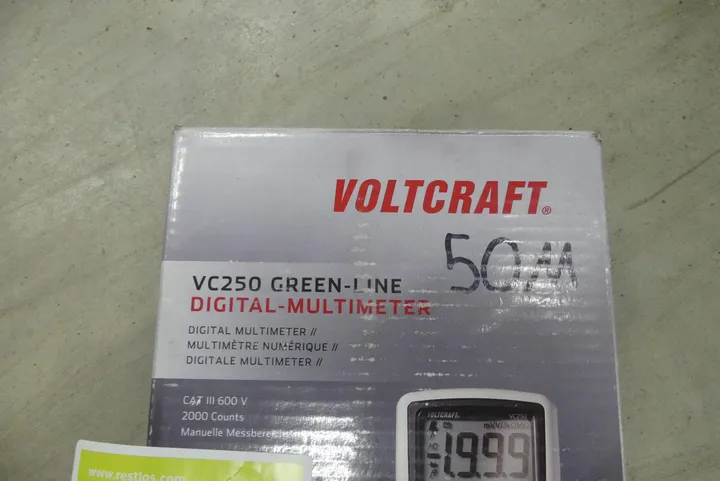 VOLTCRAFT®
50,M
VC250 GREEN-LINE
DIGITAL-MULTIMETER
DIGITAL MULTIMETER //
MULTIMÈTRE NUMÉRIQUE //
DIGITALE MULTIMETER //
CAT III 600 V
2000 Counts
Manuelle
VOLTCRAFT. VC250
1.999
www.restlos.com